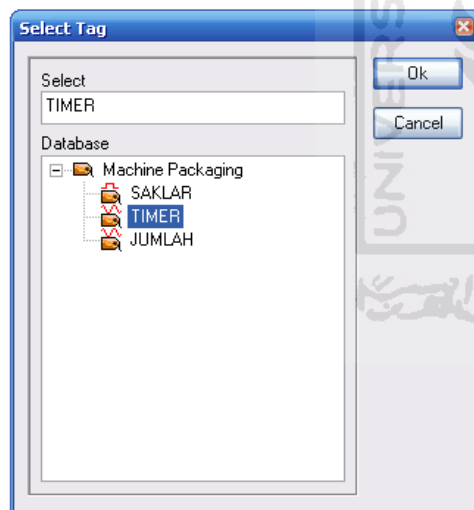 Select Tag
Ok
Select
TIMER
Cancel
Database
Machine Packaging
SAKLAR
TIMER
JUMLAH